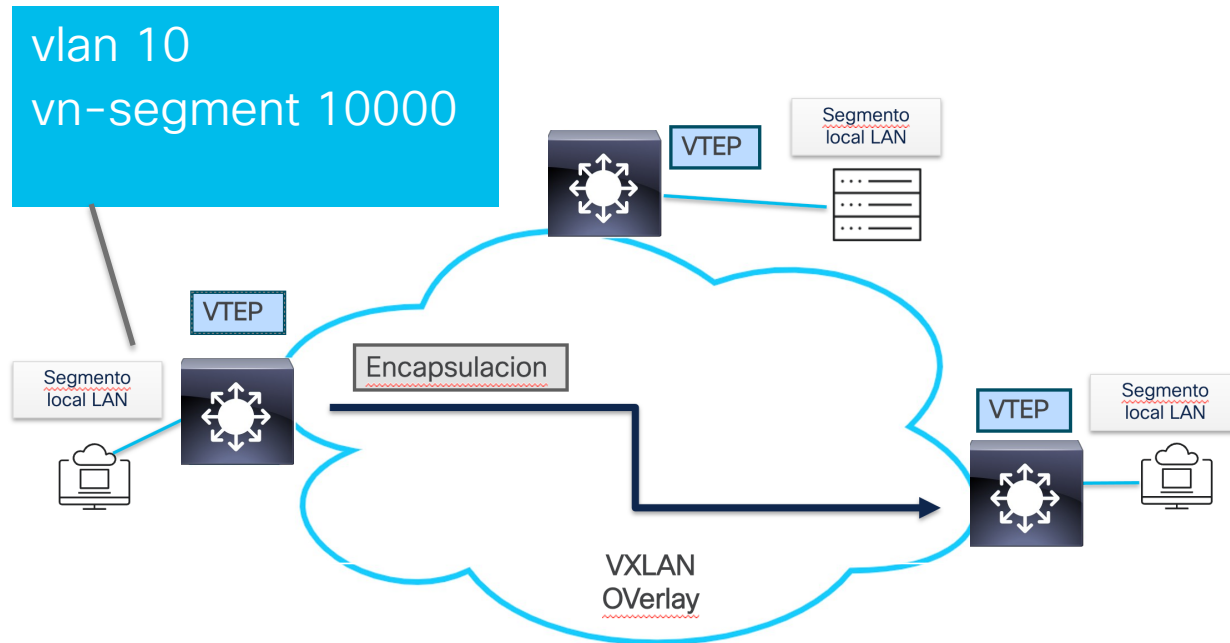 vlan 10
vn-segment 10000
VTEP
Segmento
local LAN
VTEP
Segmento
local LAN
Encapsulacion
VTEP
Segmento
local LAN
VXLAN
OVerlay